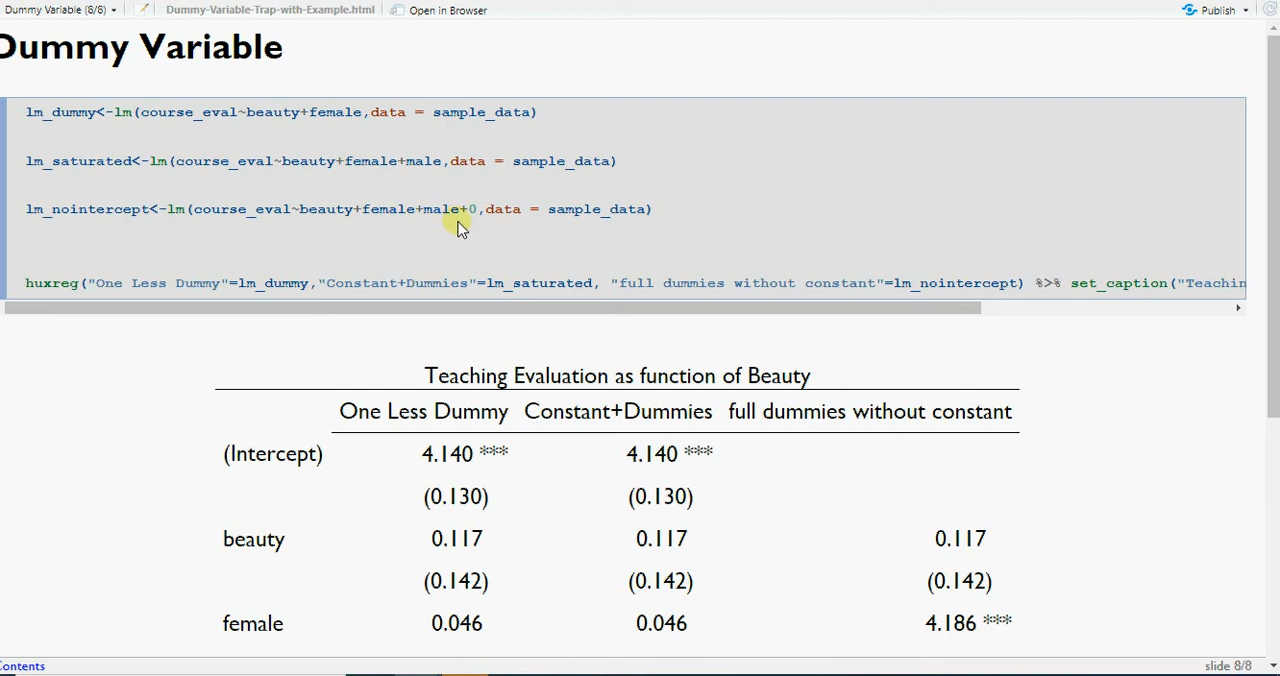 Dummy Variable (8/8) Dummy-Variable-Trap-with-Example.html Open in Browser Publish
Dummy Variable
lm_dummy<-lm(course_eval~beauty+female,data = sample_data)
lm_saturated<-lm(course_eval~beauty+female+male,data = sample_data)
lm_nointercept<-lm(course_eval~beauty+female+male+0,data = sample_data)
huxreg("One Less Dummy"=lm_dummy,"Constant+Dummies"=lm_saturated, "full dummies without constant"=lm_nointercept) %>% set_caption("Teachin
Teaching Evaluation as function of Beauty
One Less Dummy Constant+Dummies full dummies without constant
(Intercept) 4.140 *** 4.140 ***
(0.130) (0.130)
beauty 0.117 0.117 0.117
(0.142) (0.142) (0.142)
female 0.046 0.046 4.186 ***
Contents slide 8/8